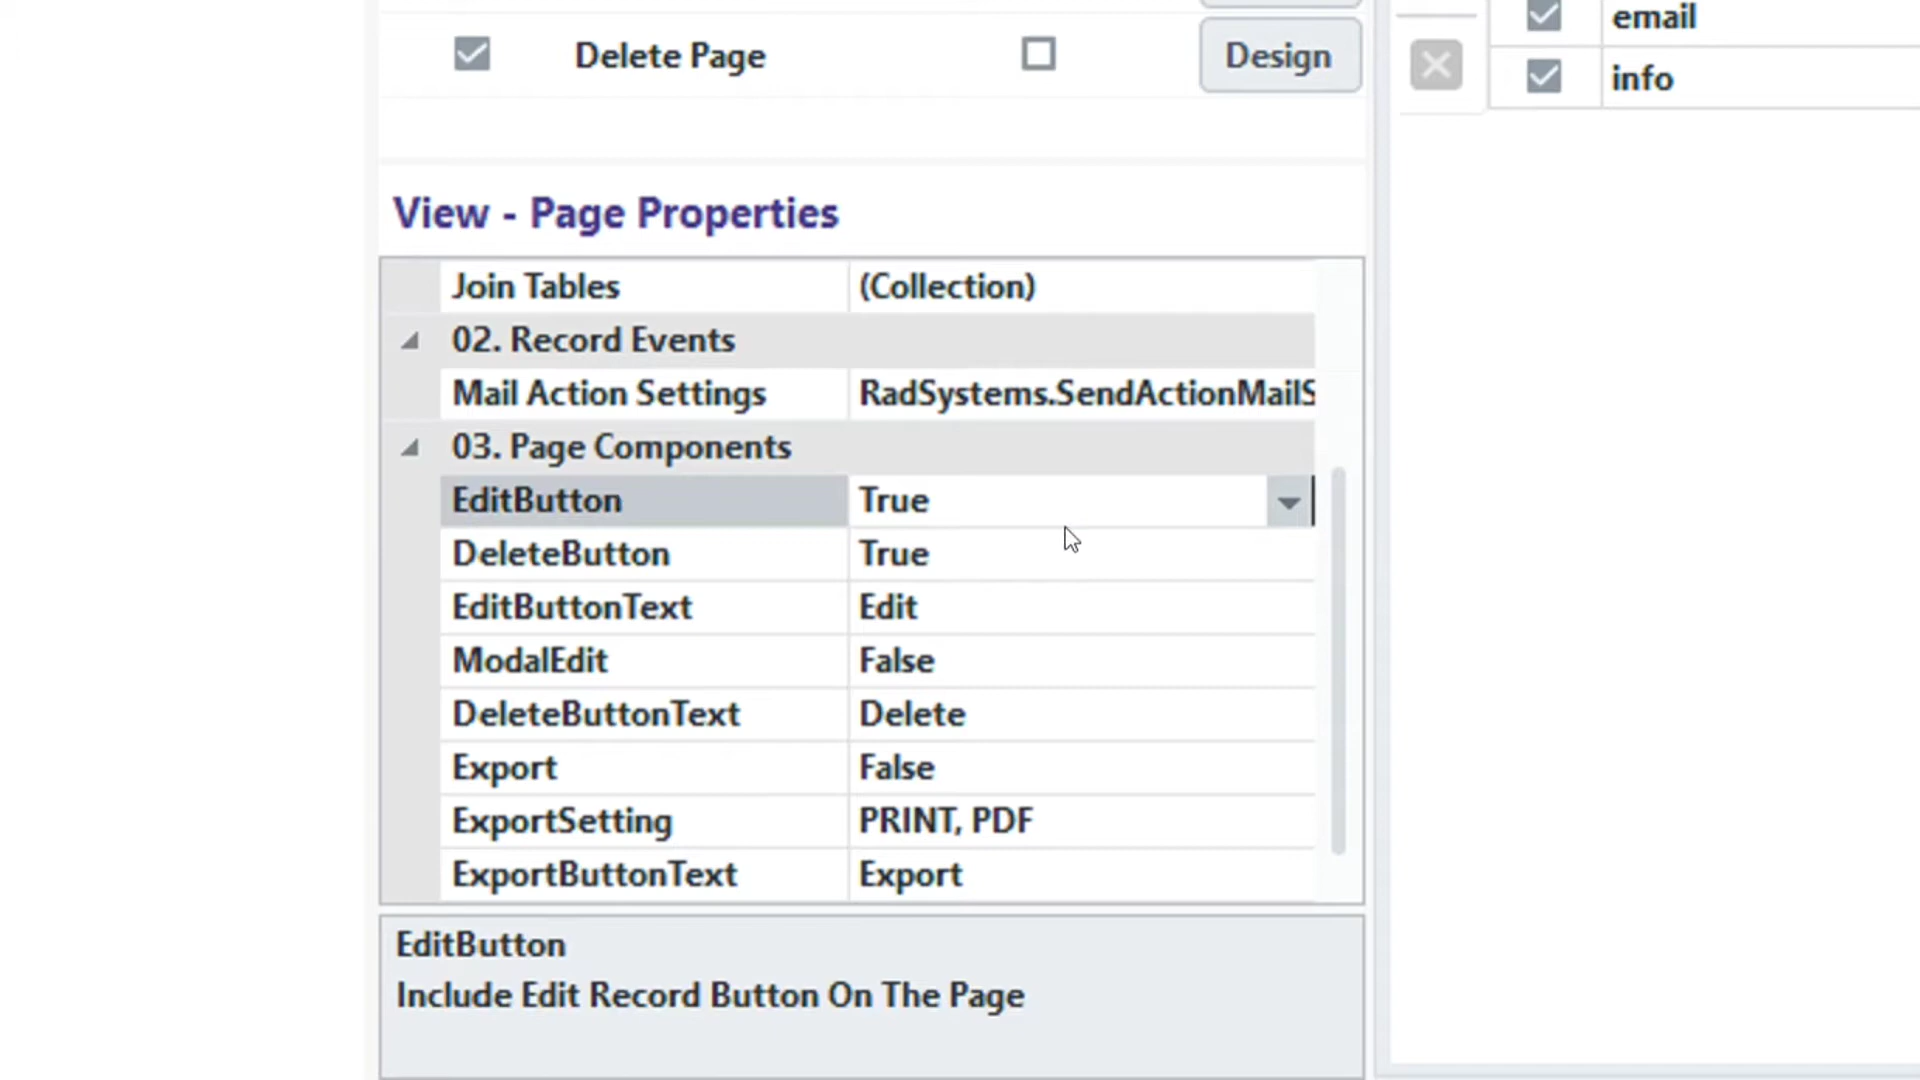 Delete Page Design
email
info
View - Page Properties
Join Tables (Collection)
02. Record Events
Mail Action Settings RadSystems.SendActionMailS
03. Page Components
EditButton True
DeleteButton True
EditButtonText Edit
ModalEdit False
DeleteButtonText Delete
Export False
ExportSetting PRINT, PDF
ExportButtonText Export
EditButton
Include Edit Record Button On The Page